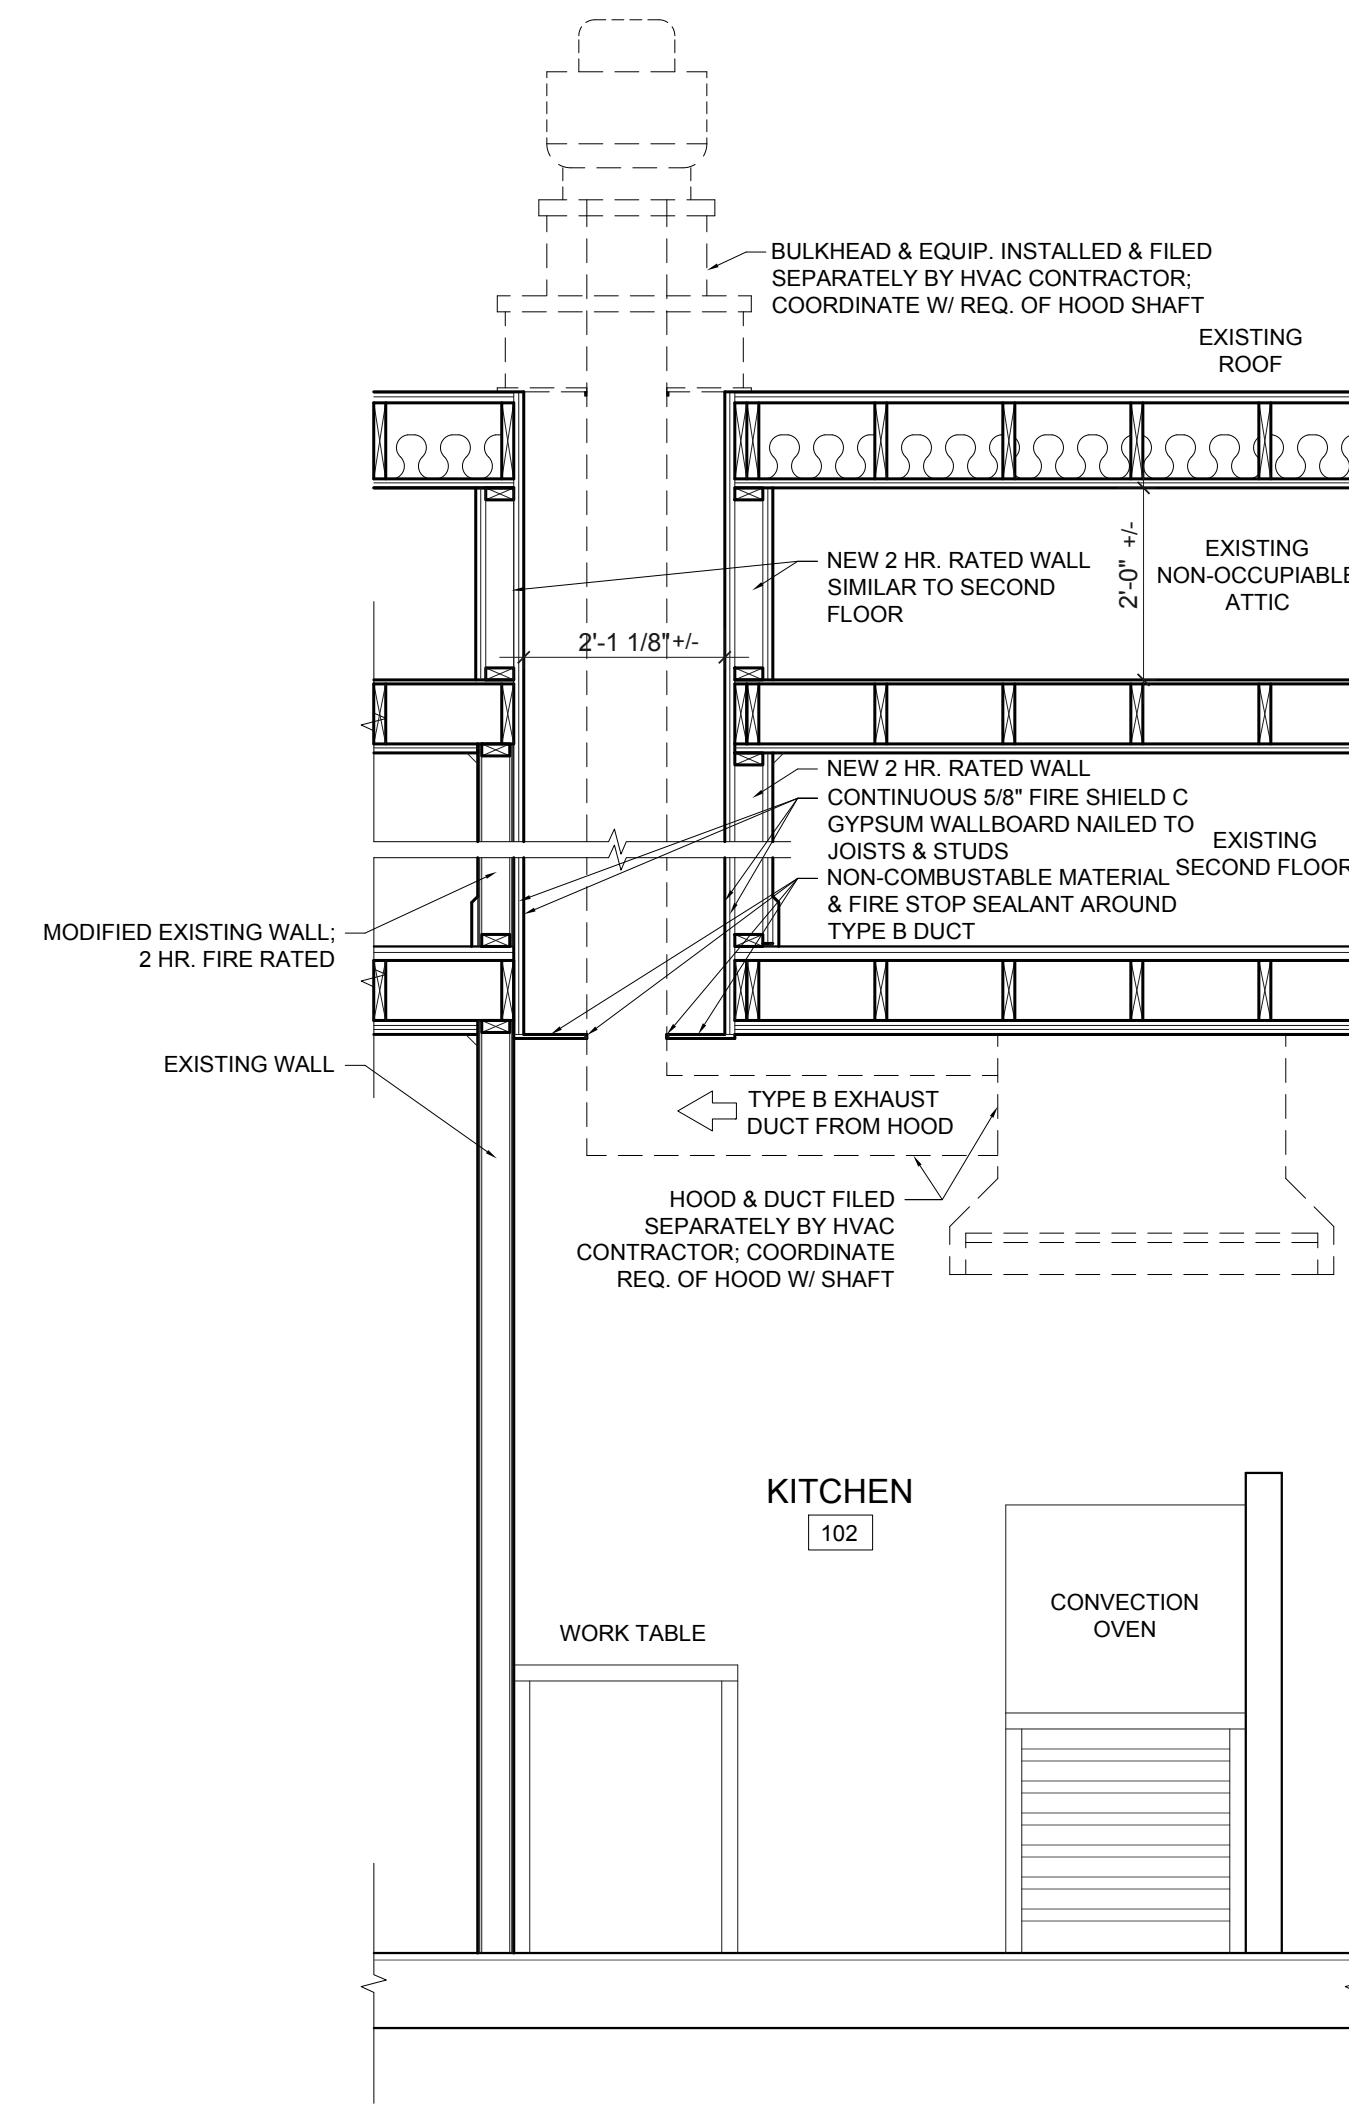 BULKHEAD & EQUIP. INSTALLED & FILED
SEPARATELY BY HVAC CONTRACTOR;
COORDINATE W/ REQ. OF HOOD SHAFT
EXISTING
ROOF
NEW 2 HR. RATED WALL
SIMILAR TO SECOND
FLOOR
2'-0" +/-
EXISTING
NON-OCCUPIABLE
ATTIC
2'-1 1/8"+/-
NEW 2 HR. RATED WALL
CONTINUOUS 5/8" FIRE SHIELD C
GYPSUM WALLBOARD NAILED TO
JOISTS & STUDS
NON-COMBUSTABLE MATERIAL
& FIRE STOP SEALANT AROUND
TYPE B DUCT
EXISTING
SECOND FLOOR
MODIFIED EXISTING WALL;
2 HR. FIRE RATED
EXISTING WALL
TYPE B EXHAUST
DUCT FROM HOOD
HOOD & DUCT FILED
SEPARATELY BY HVAC
CONTRACTOR; COORDINATE
REQ. OF HOOD W/ SHAFT
KITCHEN
102
CONVECTION
OVEN
WORK TABLE